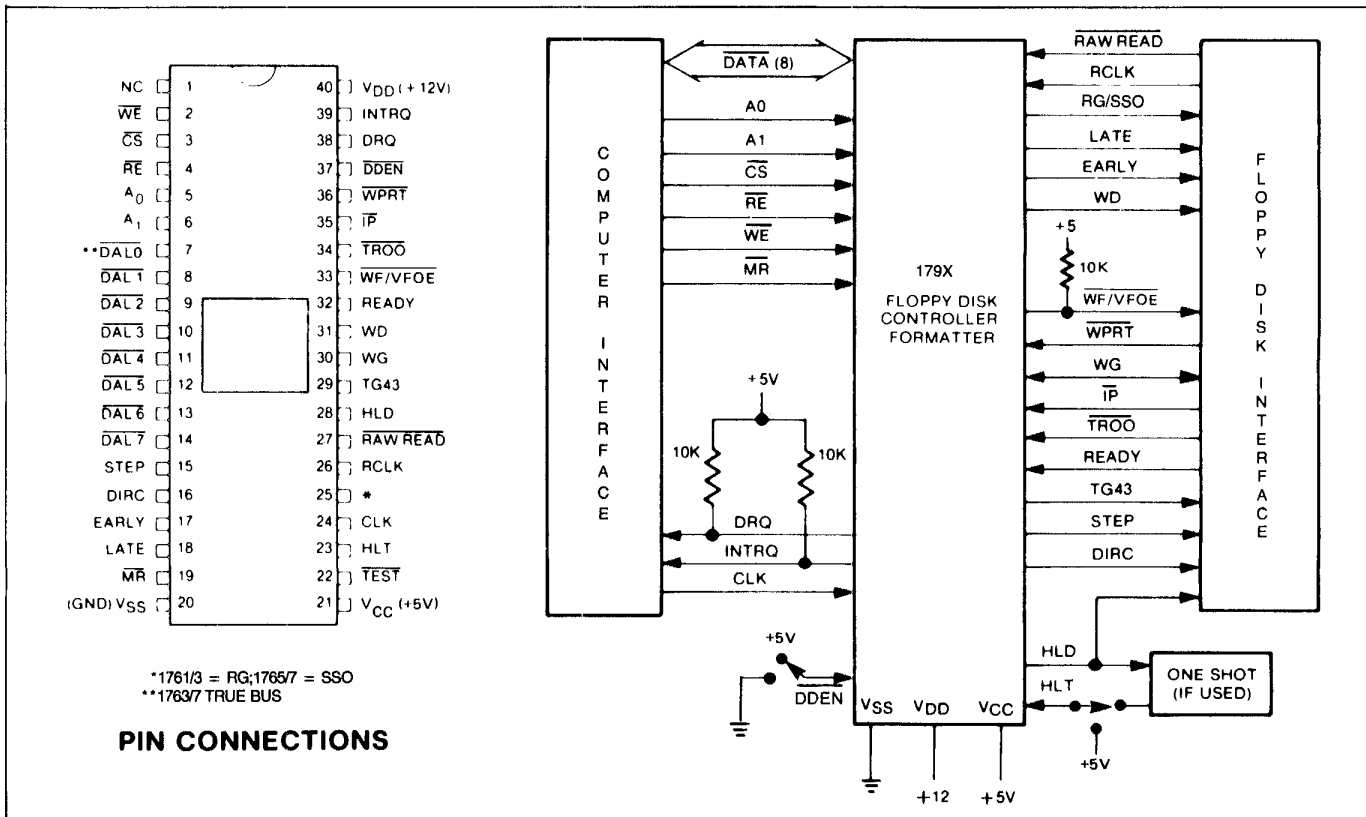 NC 1 40 VDD (+ 12V)
WE 2 39 INTRQ
CS 3 38 DRQ
RE 4 37 DDEN
A0 5 36 WPRT
A1 6 35 IP
**DAL0 7 34 TROO
DAL 1 8 33 WF/VFOE
DAL 2 9 32 READY
DAL 3 10 31 WD
DAL 4 11 30 WG
DAL 5 12 29 TG43
DAL 6 13 28 HLD
DAL 7 14 27 RAW READ
STEP 15 26 RCLK
DIRC 16 25 *
EARLY 17 24 CLK
LATE 18 23 HLT
MR 19 22 TEST
(GND) VSS 20 21 VCC (+5V)
*1761/3 = RG;1765/7 = SSO
**1763/7 TRUE BUS
PIN CONNECTIONS
COMPUTER INTERFACE
DATA (8)
A0
A1
CS
RE
WE
MR
+5V
10K
10K
DRQ
INTRQ
CLK
+5V
DDEN
179X
FLOPPY DISK
CONTROLLER
FORMATTER
VSS VDD VCC
+12 +5V
RAW READ
RCLK
RG/SSO
LATE
EARLY
WD
+5
10K
WF/VFOE
WPRT
WG
IP
TROO
READY
TG43
STEP
DIRC
HLD
HLT
+5V
ONE SHOT
(IF USED)
FLOPPY DISK INTERFACE